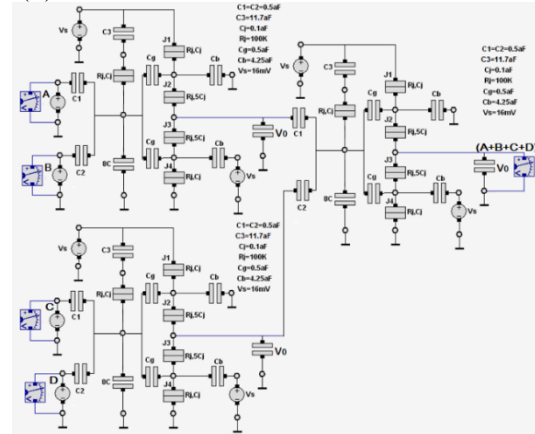 Vs
C3
J1
Rj,Cj
C1=C2=0.5aF
C3=11.7aF
Cj=0.1aF
Rj=100K
Cg=0.5aF
Cb=4.25aF
Vs=16mV
A
C1
Rj,Cj
Cg
Cb
J2
Rj,5Cj
J3
Rj,5Cj
V0
B
C2
8C
Cg
Cb
J4
Rj,Cj
Vs
C1
C2
Vs
C3
J1
Rj,Cj
C1=C2=0.5aF
C3=11.7aF
Cj=0.1aF
Rj=100K
Cg=0.5aF
Cb=4.25aF
Vs=16mV
Rj,Cj
Cg
Cb
J2
Rj,5Cj
J3
Rj,5Cj
(A+B+C+D)
V0
8C
Cg
Cb
J4
Rj,Cj
Vs
Vs
C3
J1
Rj,Cj
C1=C2=0.5aF
C3=11.7aF
Cj=0.1aF
Rj=100K
Cg=0.5aF
Cb=4.25aF
Vs=16mV
C
C1
Rj,Cj
Cg
Cb
J2
Rj,5Cj
J3
Rj,5Cj
V0
D
C2
8C
Cg
Cb
J4
Rj,Cj
Vs